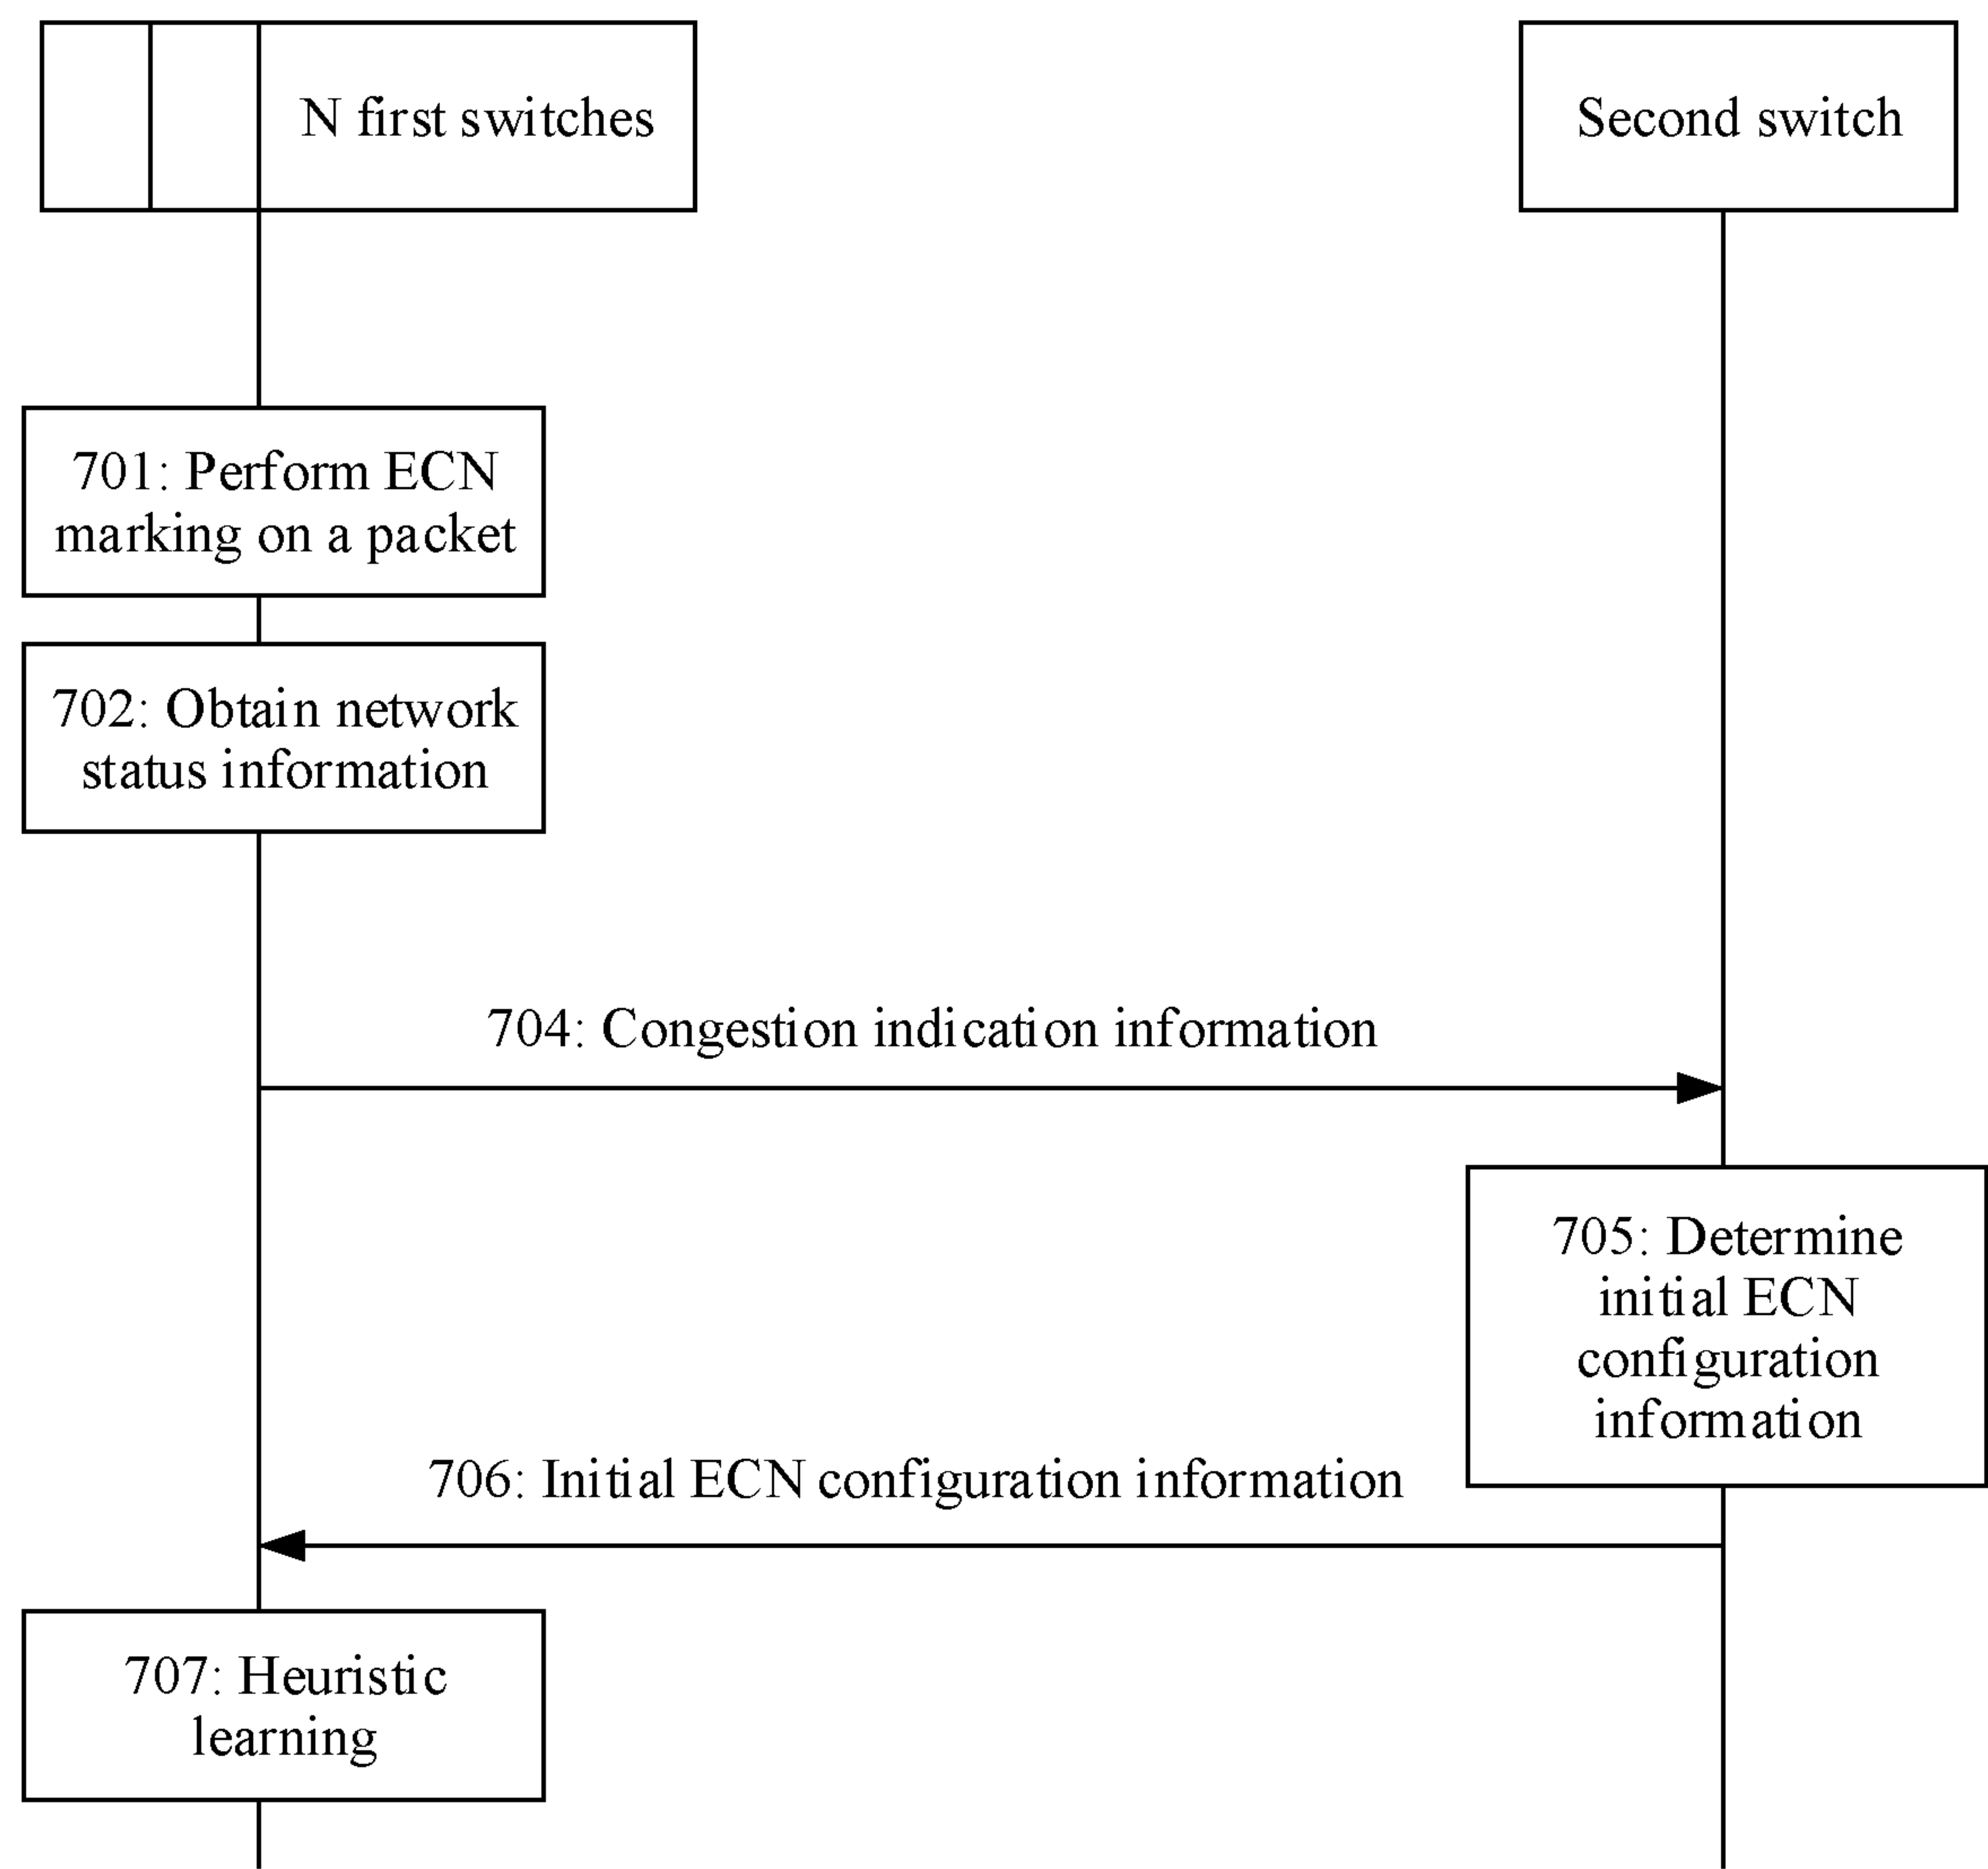 N first switches
Second switch
701: Perform ECN
marking on a packet
702: Obtain network
status information
704: Congestion indication information
705: Determine
initial ECN
configuration
information
706: Initial ECN configuration information
707: Heuristic
learning